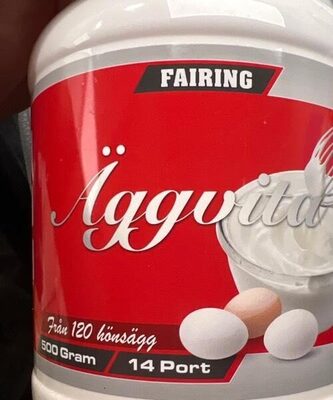 FAIRING
Äggvita
Från 120 hönsägg
500 Gram / 14 Port